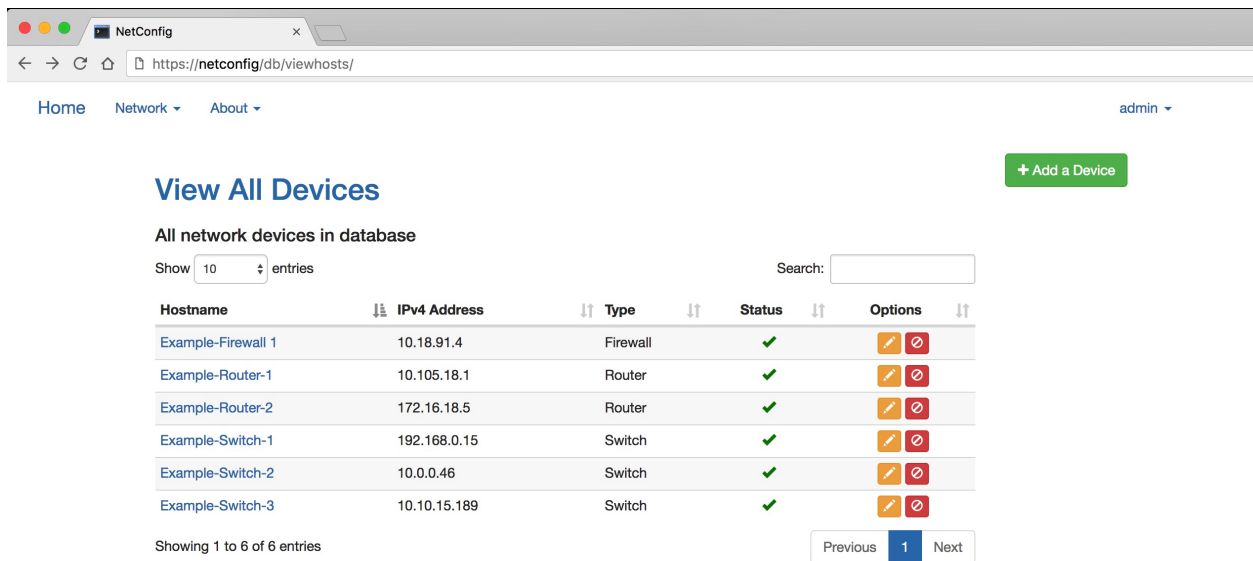 NetConfig
https://netconfig/db/viewhosts/
Home Network About admin
+ Add a Device
View All Devices
All network devices in database
Show 10 entries Search:
Hostname IPv4 Address Type Status Options
Example-Firewall 1 10.18.91.4 Firewall
Example-Router-1 10.105.18.1 Router
Example-Router-2 172.16.18.5 Router
Example-Switch-1 192.168.0.15 Switch
Example-Switch-2 10.0.0.46 Switch
Example-Switch-3 10.10.15.189 Switch
Showing 1 to 6 of 6 entries Previous 1 Next